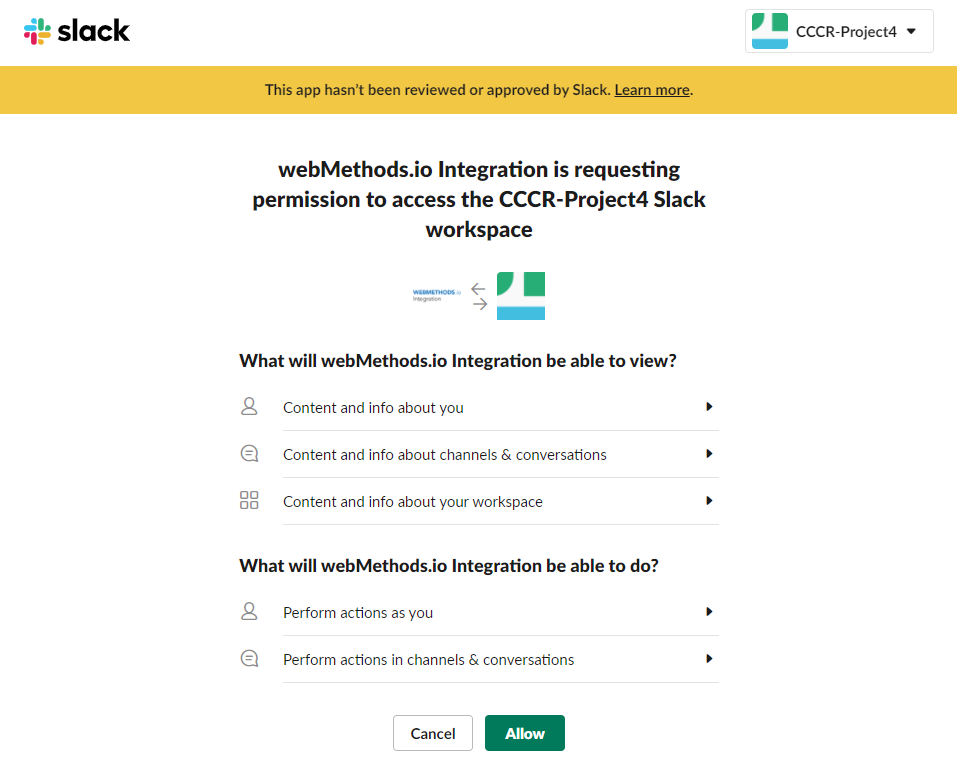 slack
CCCR-Project4
This app hasn’t been reviewed or approved by Slack. Learn more.
webMethods.io Integration is requesting
permission to access the CCCR-Project4 Slack
workspace
WEBMETHODS.io
Integration
What will webMethods.io Integration be able to view?
Content and info about you
Content and info about channels & conversations
Content and info about your workspace
What will webMethods.io Integration be able to do?
Perform actions as you
Perform actions in channels & conversations
Cancel
Allow